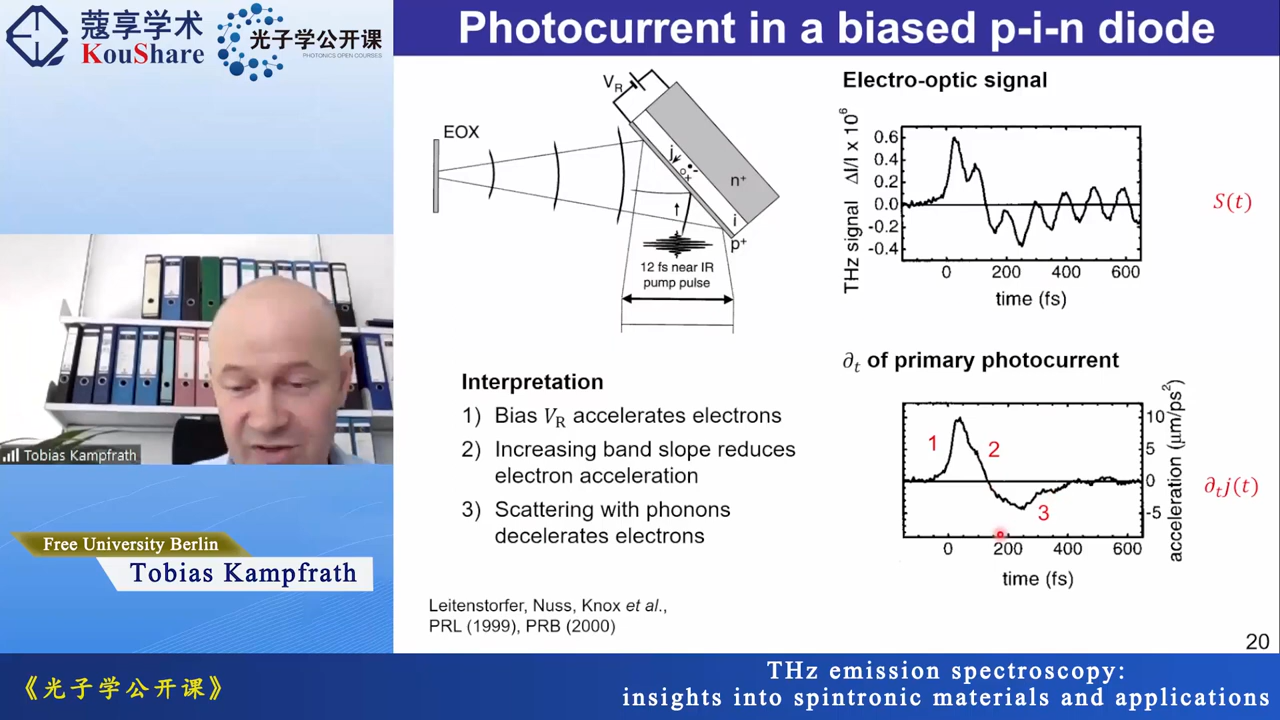 蔻享学术
KouShare
光子学公开课
PHOTONICS OPEN COURSES
Photocurrent in a biased p-i-n diode
V_R
EOX
j
n+
i
p+
12 fs near IR
pump pulse
Electro-optic signal
THz signal ΔI/I x 10^6
0.6
0.4
0.2
0.0
-0.2
-0.4
0 200 400 600
time (fs)
S(t)
∂_t of primary photocurrent
1
2
3
10
5
0
-5
acceleration (μm/ps²)
0 200 400 600
time (fs)
∂_t j(t)
Interpretation
1) Bias V_R accelerates electrons
2) Increasing band slope reduces
electron acceleration
3) Scattering with phonons
decelerates electrons
Leitenstorfer, Nuss, Knox et al.,
PRL (1999), PRB (2000)
20
Tobias Kampfrath
Free University Berlin
Tobias Kampfrath
《光子学公开课》
THz emission spectroscopy:
insights into spintronic materials and applications